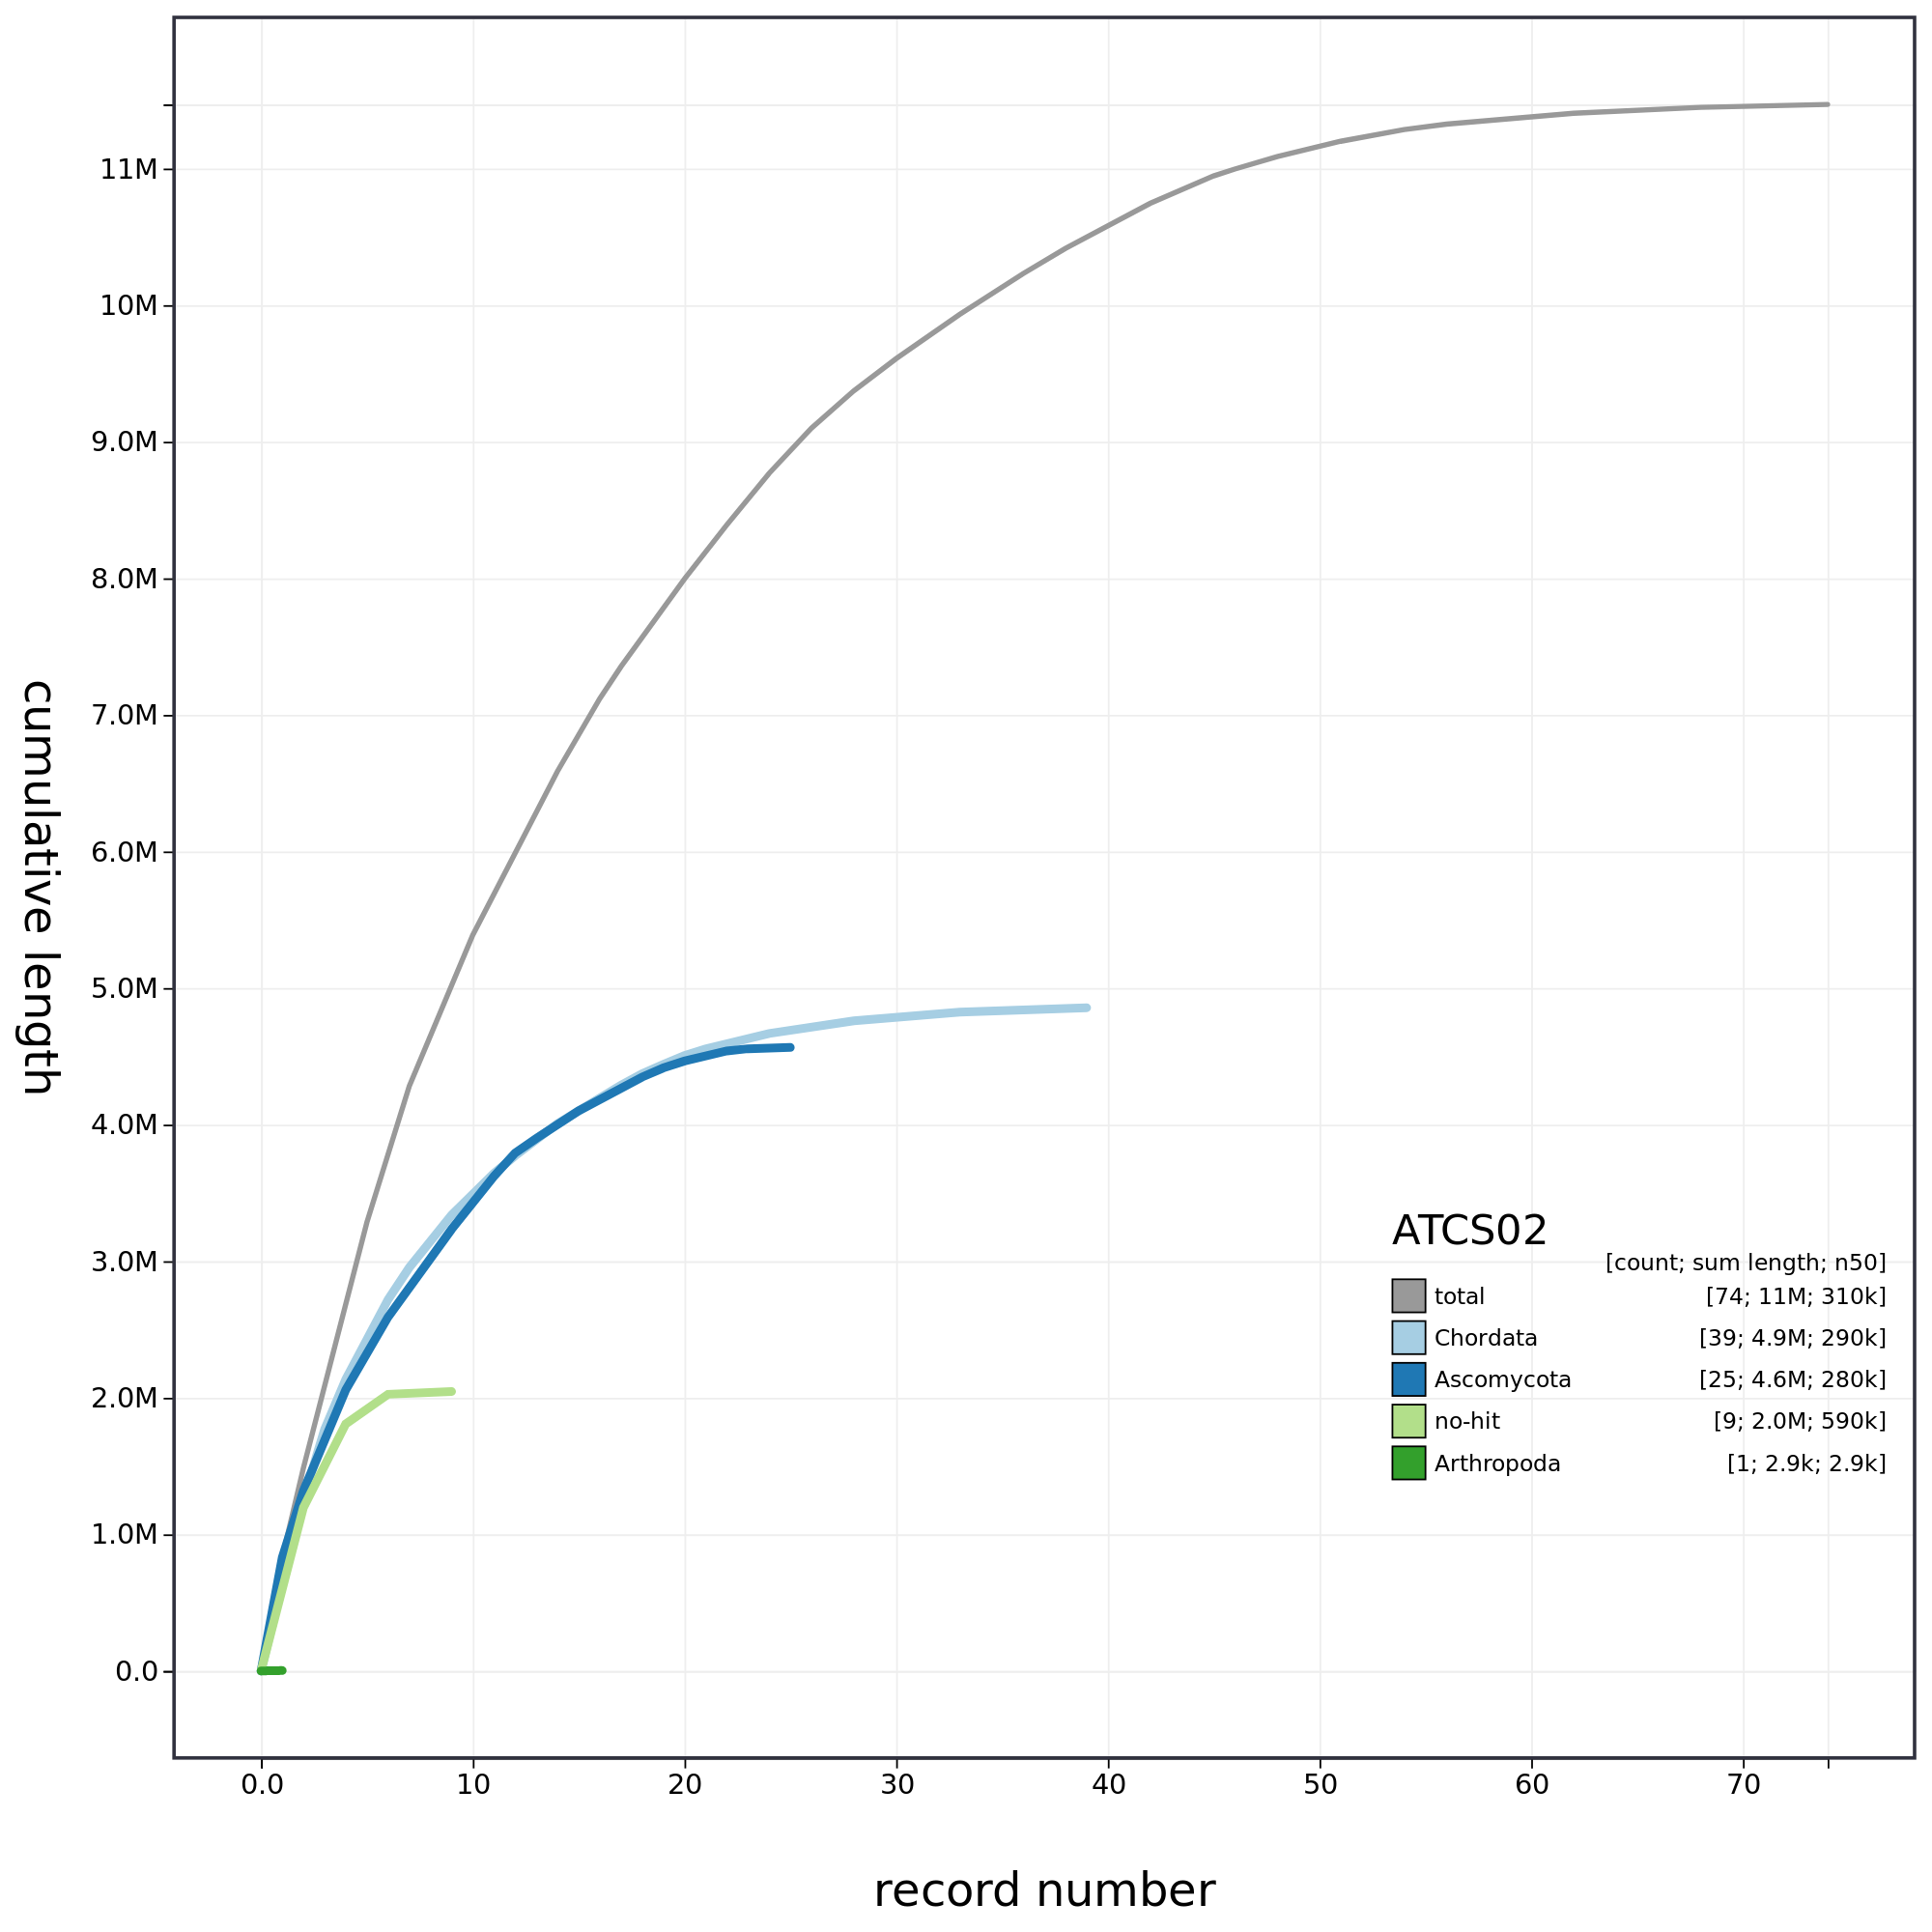 11M
10M
9.0M
8.0M
7.0M
6.0M
5.0M
4.0M
3.0M
2.0M
1.0M
0.0
cumulative length
ATCS02
[count; sum length; n50]
total [74; 11M; 310k]
Chordata [39; 4.9M; 290k]
Ascomycota [25; 4.6M; 280k]
no-hit [9; 2.0M; 590k]
Arthropoda [1; 2.9k; 2.9k]
0.0 10 20 30 40 50 60 70
record number